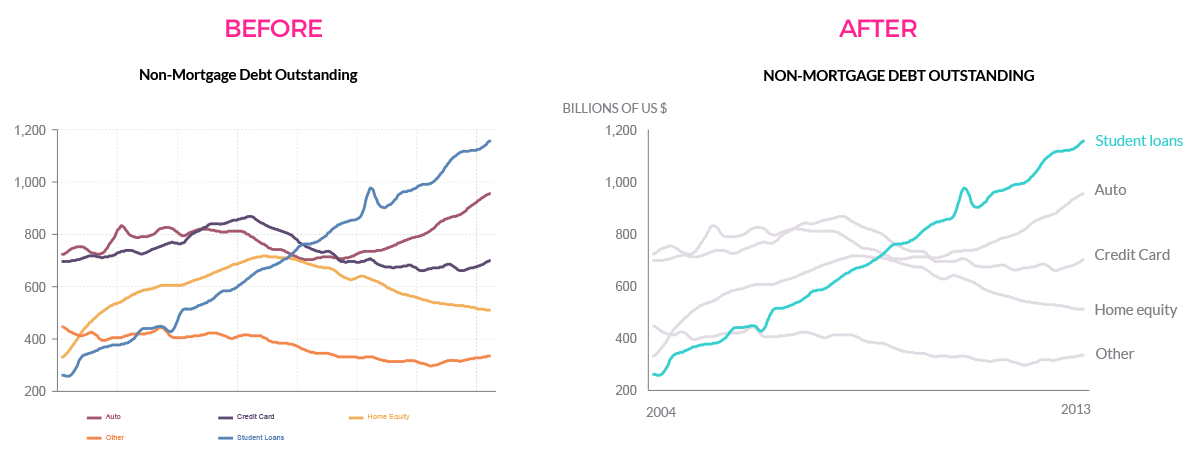 BEFORE
Non-Mortgage Debt Outstanding
1,200
1,000
800
600
400
200
Auto
Credit Card
Home Equity
Other
Student Loans
AFTER
NON-MORTGAGE DEBT OUTSTANDING
BILLIONS OF US $
1,200
1,000
800
600
400
200
Student loans
Auto
Credit Card
Home equity
Other
2004
2013